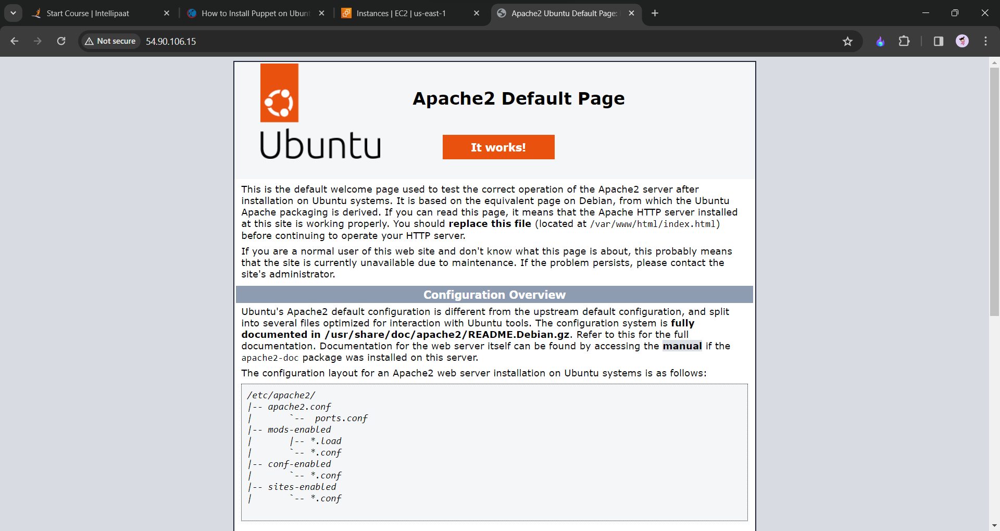 Start Course | Intellipaat
How to Install Puppet on Ubunt
Instances | EC2 | us-east-1
Apache2 Ubuntu Default Page:
Not secure
54.90.106.15
Ubuntu
Apache2 Default Page
It works!
This is the default welcome page used to test the correct operation of the Apache2 server after
installation on Ubuntu systems. It is based on the equivalent page on Debian, from which the Ubuntu
Apache packaging is derived. If you can read this page, it means that the Apache HTTP server installed
at this site is working properly. You should replace this file (located at /var/www/html/index.html)
before continuing to operate your HTTP server.
If you are a normal user of this web site and don't know what this page is about, this probably means
that the site is currently unavailable due to maintenance. If the problem persists, please contact the
site's administrator.
Configuration Overview
Ubuntu's Apache2 default configuration is different from the upstream default configuration, and split
into several files optimized for interaction with Ubuntu tools. The configuration system is fully
documented in /usr/share/doc/apache2/README.Debian.gz. Refer to this for the full
documentation. Documentation for the web server itself can be found by accessing the manual if the
apache2-doc package was installed on this server.
The configuration layout for an Apache2 web server installation on Ubuntu systems is as follows:
/etc/apache2/
|-- apache2.conf
|       `--  ports.conf
|-- mods-enabled
|       |-- *.load
|       `-- *.conf
|-- conf-enabled
|       `-- *.conf
|-- sites-enabled
|       `-- *.conf